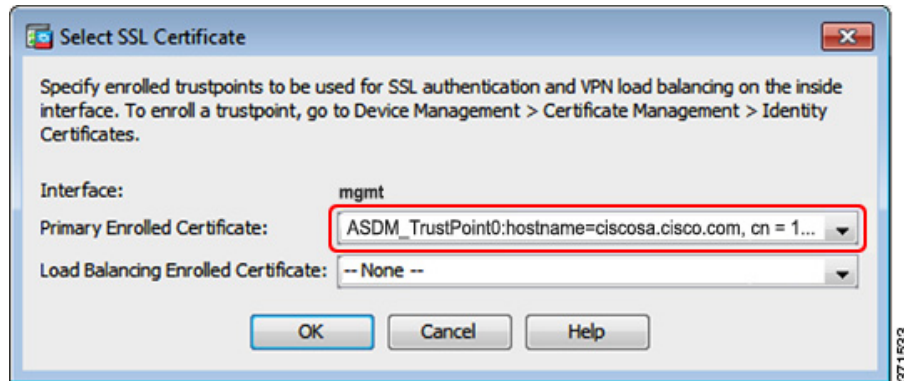 Select SSL Certificate
Specify enrolled trustpoints to be used for SSL authentication and VPN load balancing on the inside
interface. To enroll a trustpoint, go to Device Management > Certificate Management > Identity
Certificates.
Interface: mgmt
Primary Enrolled Certificate: ASDM_TrustPoint0:hostname=ciscosa.cisco.com, cn = 1...
Load Balancing Enrolled Certificate: -- None --
OK Cancel Help
371533